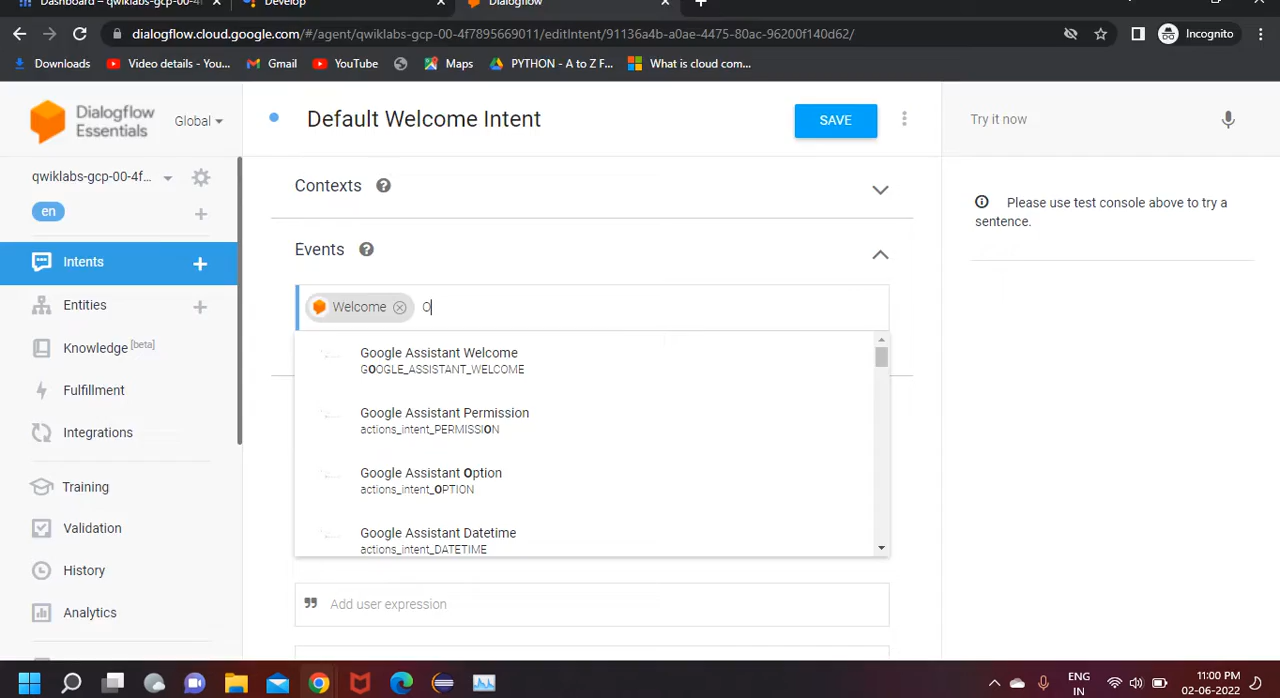 Dashboard – qwiklabs-gcp-00-4f
Develop
Dialogflow
dialogflow.cloud.google.com/#/agent/qwiklabs-gcp-00-4f7895669011/editIntent/91136a4b-a0ae-4475-80ac-96200f140d62/
Incognito
Downloads
Video details - You...
Gmail
YouTube
Maps
PYTHON - A to Z F...
What is cloud com...
Dialogflow
Essentials
Global
Default Welcome Intent
SAVE
Try it now
qwiklabs-gcp-00-4f...
en
Contexts
Please use test console above to try a
sentence.
Events
Intents
Entities
Welcome
O
Knowledge [beta]
Google Assistant Welcome
GOOGLE_ASSISTANT_WELCOME
Fulfillment
Google Assistant Permission
actions_intent_PERMISSION
Integrations
Google Assistant Option
actions_intent_OPTION
Training
Validation
Google Assistant Datetime
actions_intent_DATETIME
History
Analytics
Add user expression
ENG
IN
11:00 PM
02-06-2022